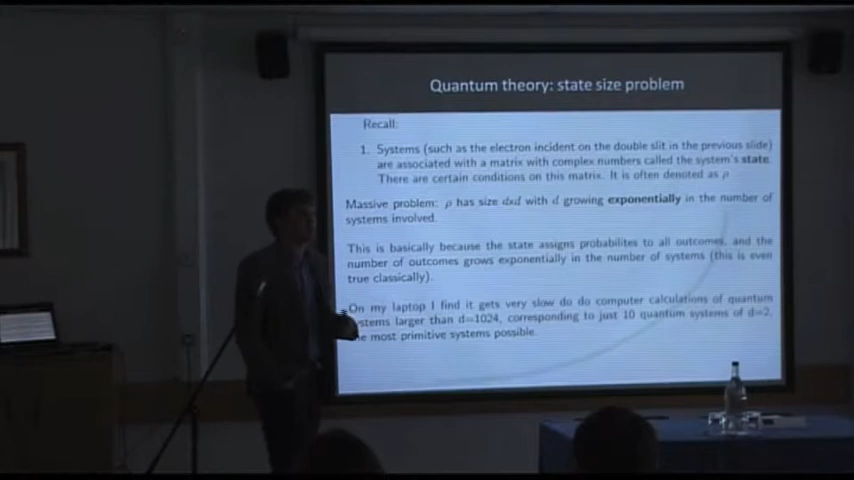 Quantum theory: state size problem
Recall:
1. Systems (such as the electron incident on the double slit in the previous slide)
are associated with a matrix with complex numbers called the system's state.
There are certain conditions on this matrix. It is often denoted as ρ
Massive problem: ρ has size dxd with d growing exponentially in the number of
systems involved.
This is basically because the state assigns probabilites to all outcomes, and the
number of outcomes grows exponentially in the number of systems (this is even
true classically).
On my laptop I find it gets very slow do do computer calculations of quantum
larger than d=1024, corresponding to just 10 quantum systems of d=2,
most primitive systems possible.